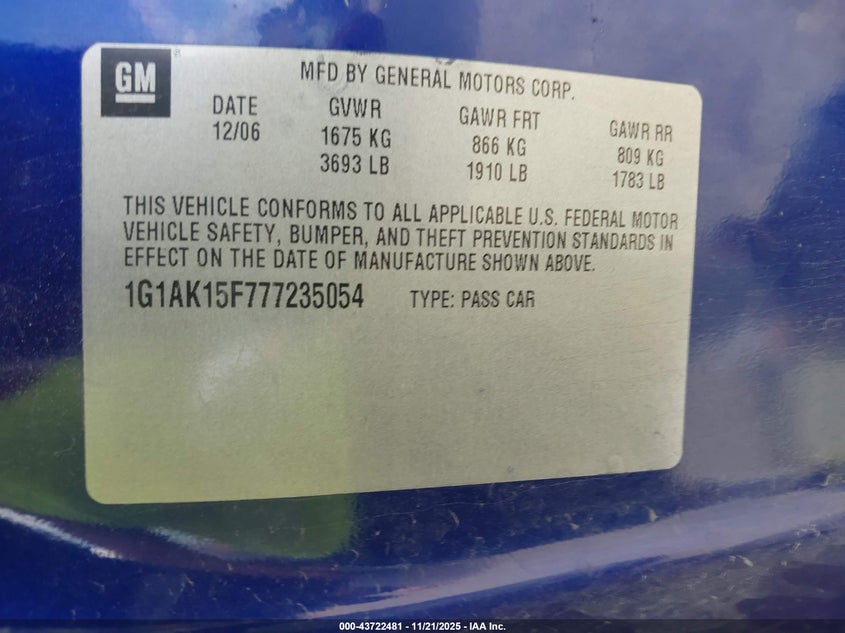 GM
MFD BY GENERAL MOTORS CORP.
DATE GVWR GAWR FRT GAWR RR
12/06 1675 KG 866 KG 809 KG
3693 LB 1910 LB 1783 LB
THIS VEHICLE CONFORMS TO ALL APPLICABLE U.S. FEDERAL MOTOR
VEHICLE SAFETY, BUMPER, AND THEFT PREVENTION STANDARDS IN
EFFECT ON THE DATE OF MANUFACTURE SHOWN ABOVE.
1G1AK15F777235054 TYPE: PASS CAR
000-43722481 - 11/21/2025 - IAA Inc.